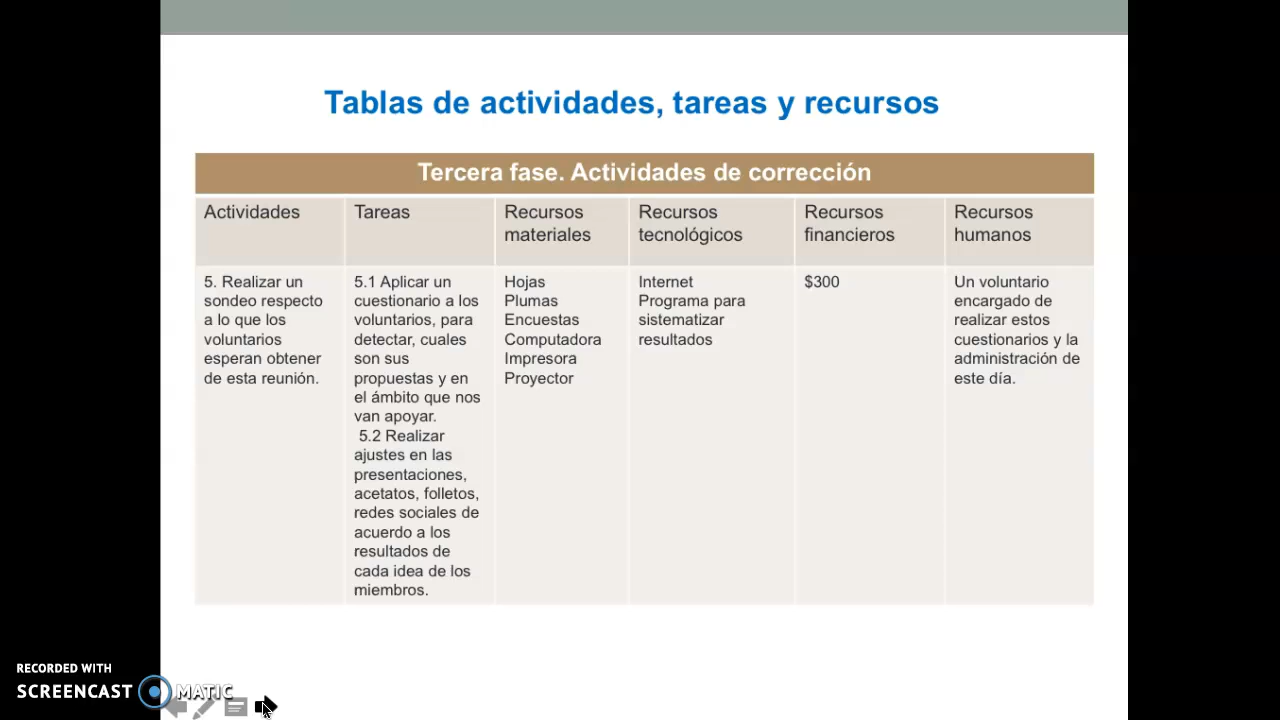 Tablas de actividades, tareas y recursos
Tercera fase. Actividades de corrección
Actividades
Tareas
Recursos
materiales
Recursos
tecnológicos
Recursos
financieros
Recursos
humanos
5. Realizar un
sondeo respecto
a lo que los
voluntarios
esperan obtener
de esta reunión.
5.1 Aplicar un
cuestionario a los
voluntarios, para
detectar, cuales
son sus
propuestas y en
el ámbito que nos
van apoyar.
5.2 Realizar
ajustes en las
presentaciones,
acetatos, folletos,
redes sociales de
acuerdo a los
resultados de
cada idea de los
miembros.
Hojas
Plumas
Encuestas
Computadora
Impresora
Proyector
Internet
Programa para
sistematizar
resultados
$300
Un voluntario
encargado de
realizar estos
cuestionarios y la
administración de
este día.
RECORDED WITH
SCREENCAST MATIC